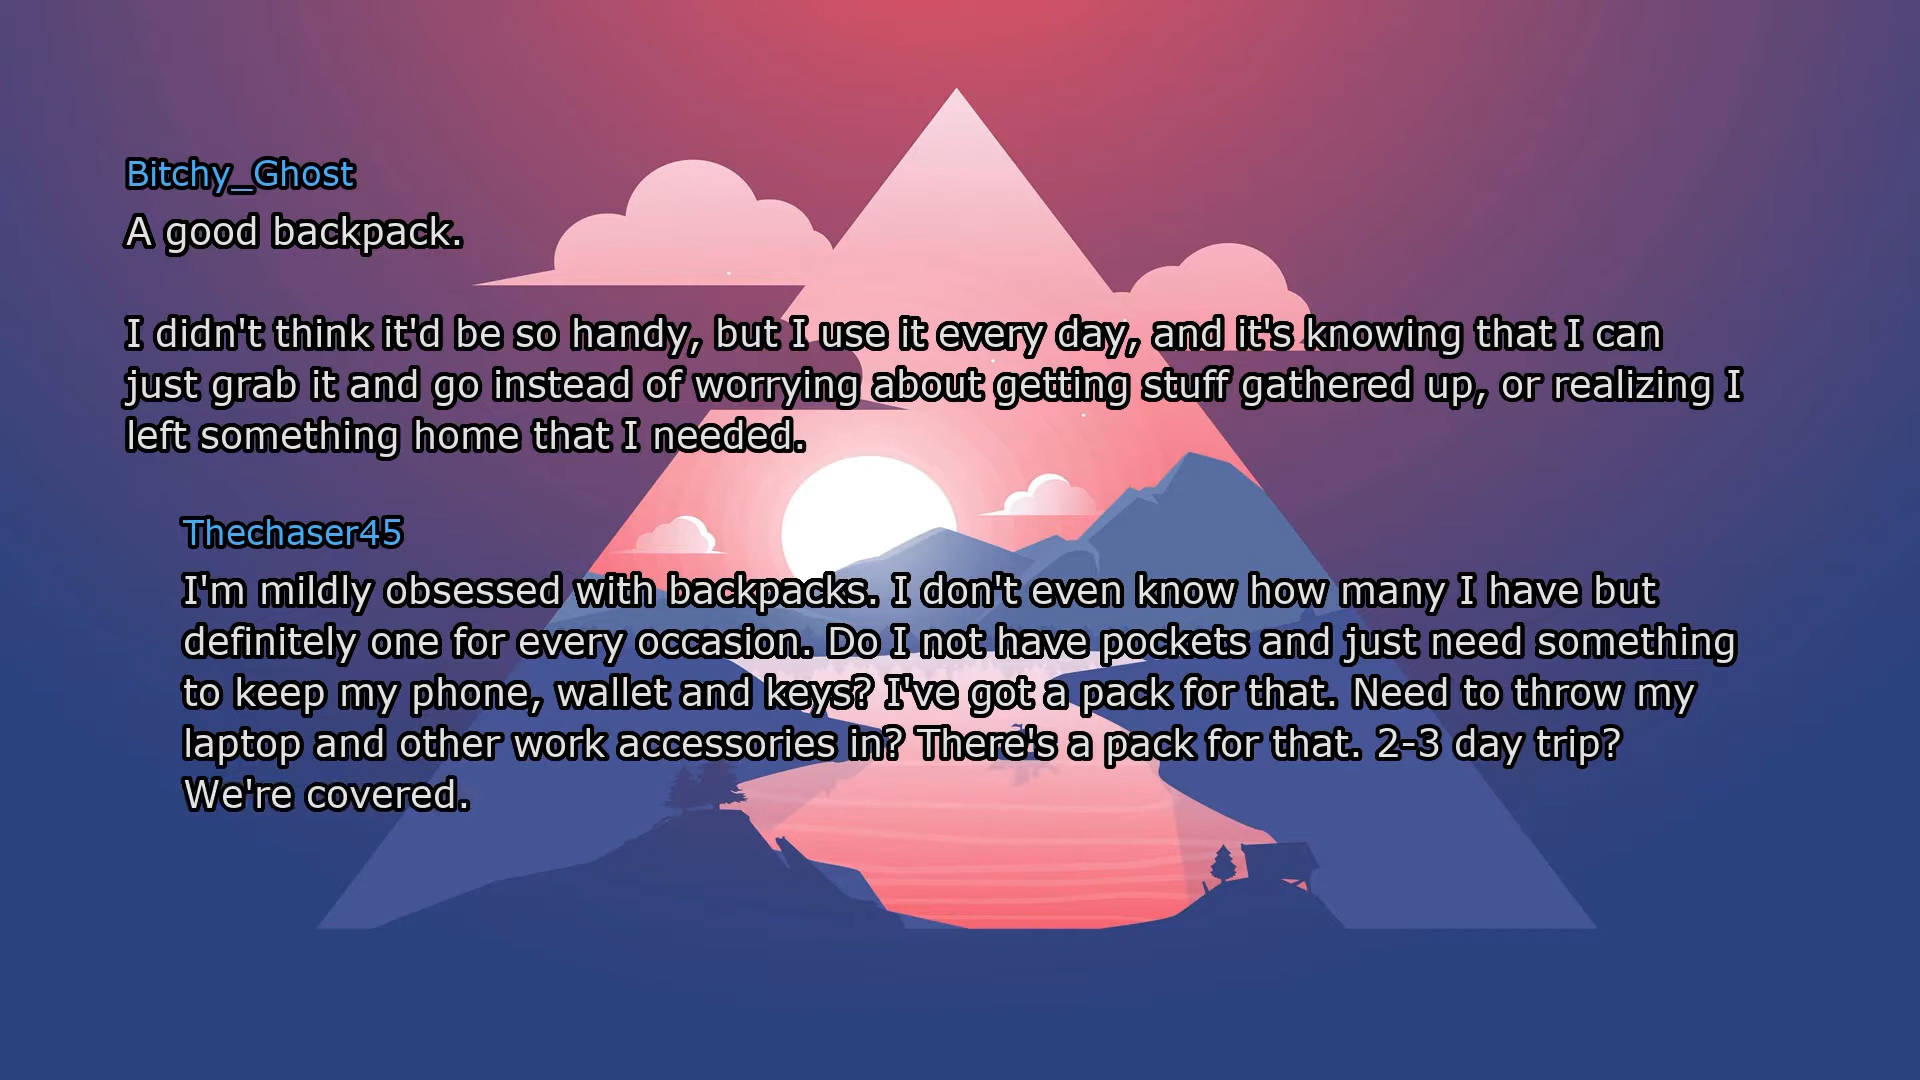 Bitchy_Ghost
A good backpack.
I didn't think it'd be so handy, but I use it every day, and it's knowing that I can
just grab it and go instead of worrying about getting stuff gathered up, or realizing I
left something home that I needed.
Thechaser45
I'm mildly obsessed with backpacks. I don't even know how many I have but
definitely one for every occasion. Do I not have pockets and just need something
to keep my phone, wallet and keys? I've got a pack for that. Need to throw my
laptop and other work accessories in? There's a pack for that. 2-3 day trip?
We're covered.